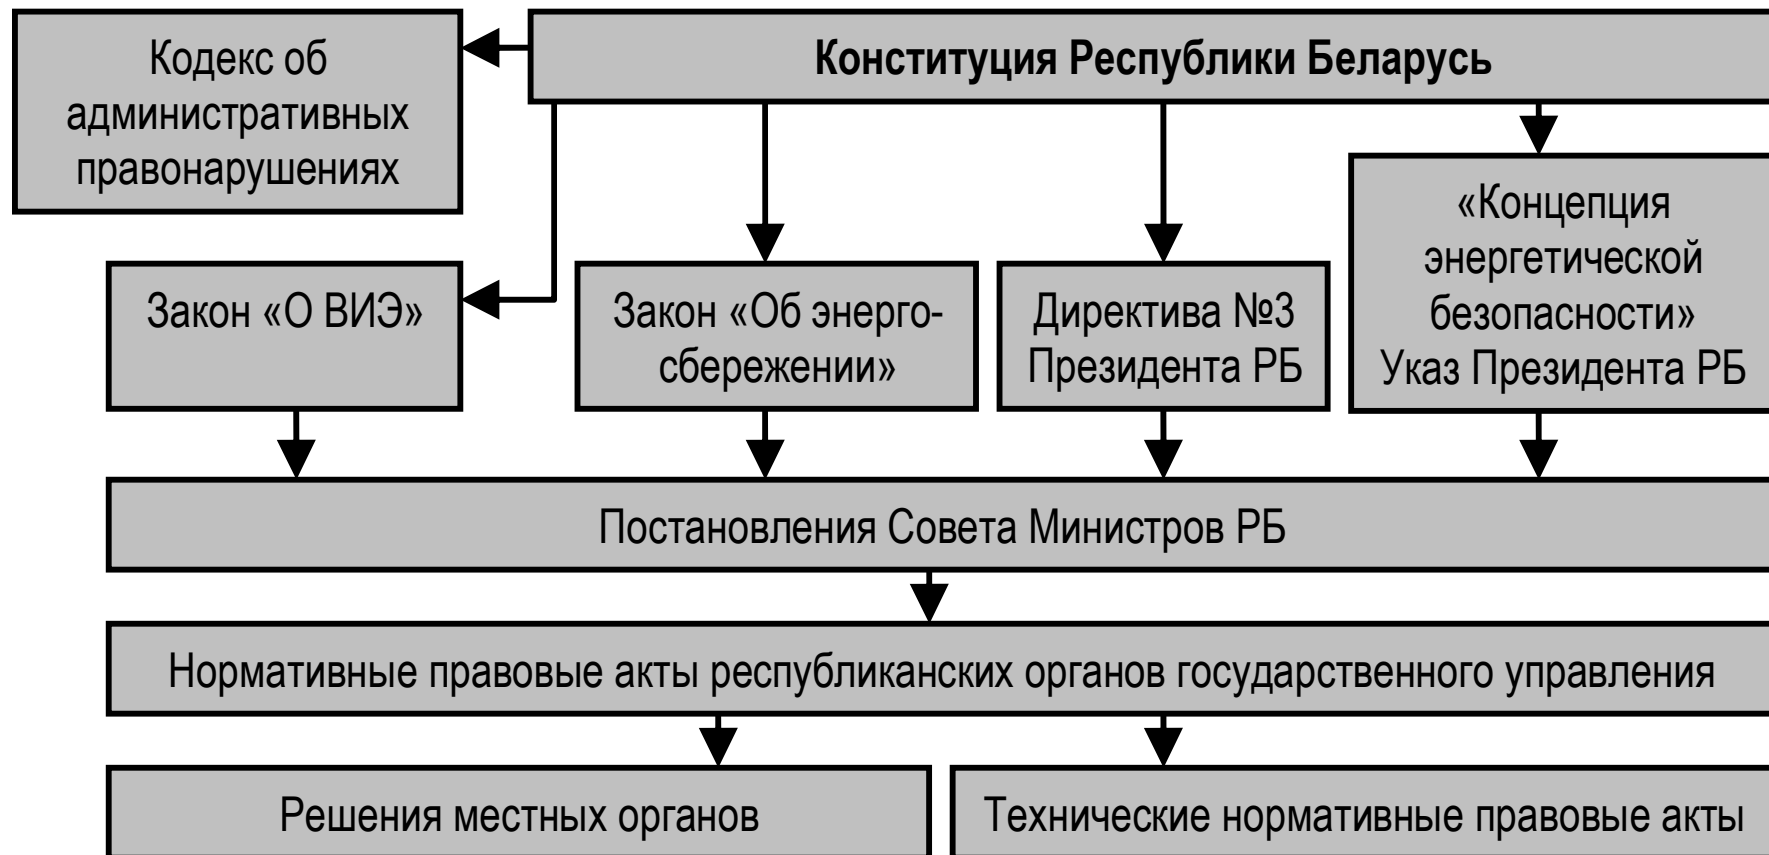 Кодекс об
административных
правонарушениях
Конституция Республики Беларусь
Закон «О ВИЭ»
Закон «Об энерго-
сбережении»
Директива №3
Президента РБ
«Концепция
энергетической
безопасности»
Указ Президента РБ
Постановления Совета Министров РБ
Нормативные правовые акты республиканских органов государственного управления
Решения местных органов
Технические нормативные правовые акты